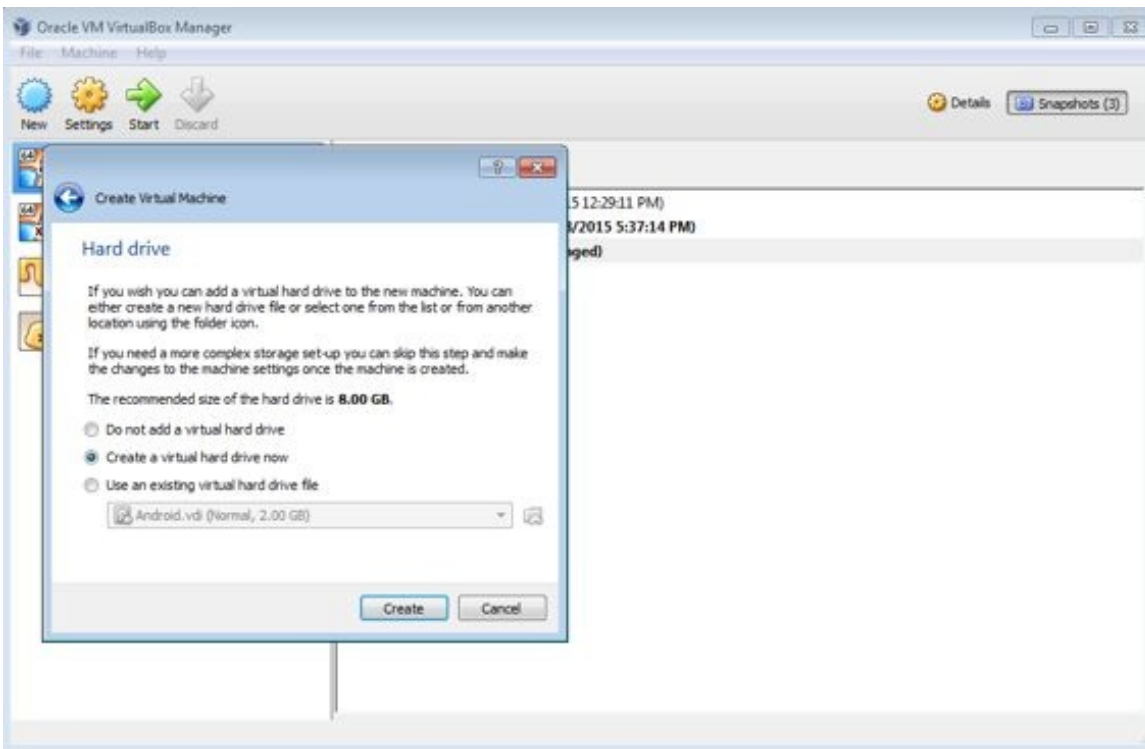 Oracle VM VirtualBox Manager
File Machine Help
New Settings Start Discard
Details Snapshots (3)
Create Virtual Machine
5 12:29:11 PM)
/2015 5:37:14 PM)
Hard drive
If you wish you can add a virtual hard drive to the new machine. You can
either create a new hard drive file or select one from the list or from another
location using the folder icon.
If you need a more complex storage set-up you can skip this step and make
the changes to the machine settings once the machine is created.
The recommended size of the hard drive is 8.00 GB.
Do not add a virtual hard drive
Create a virtual hard drive now
Use an existing virtual hard drive file
Android.vdi (Normal, 2.00 GB)
Create Cancel